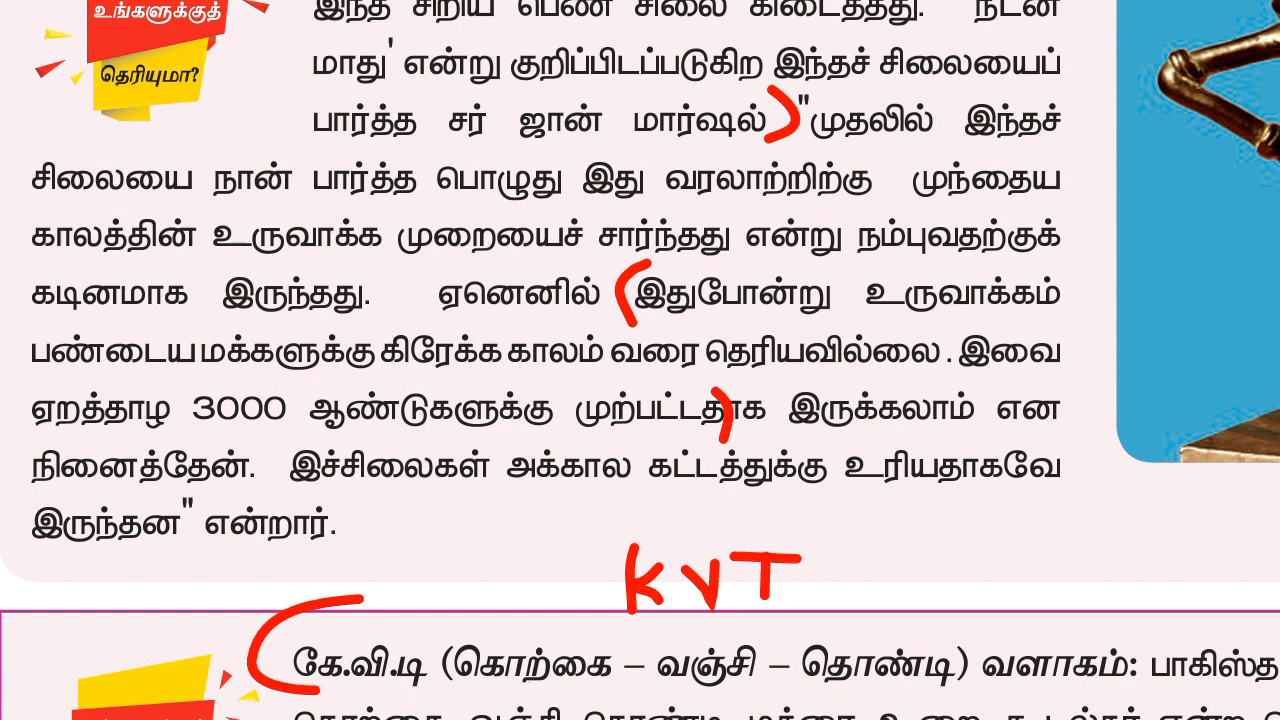 உங்களுக்குத்
தெரியுமா?
இந்த சிறிய பெண் சிலை கிடைத்தது. 'நடன
மாது' என்று குறிப்பிடப்படுகிற இந்தச் சிலையைப்
பார்த்த சர் ஜான் மார்ஷல் "முதலில் இந்தச்
சிலையை நான் பார்த்த பொழுது இது வரலாற்றிற்கு முந்தைய
காலத்தின் உருவாக்க முறையைச் சார்ந்தது என்று நம்புவதற்குக்
கடினமாக இருந்தது. ஏனெனில் இதுபோன்று உருவாக்கம்
பண்டைய மக்களுக்கு கிரேக்க காலம் வரை தெரியவில்லை . இவை
ஏறத்தாழ 3000 ஆண்டுகளுக்கு முற்பட்டதாக இருக்கலாம் என
நினைத்தேன். இச்சிலைகள் அக்கால கட்டத்துக்கு உரியதாகவே
இருந்தன" என்றார்.
KVT
கே.வி.டி (கொற்கை – வஞ்சி – தொண்டி) வளாகம்: பாகிஸ்த